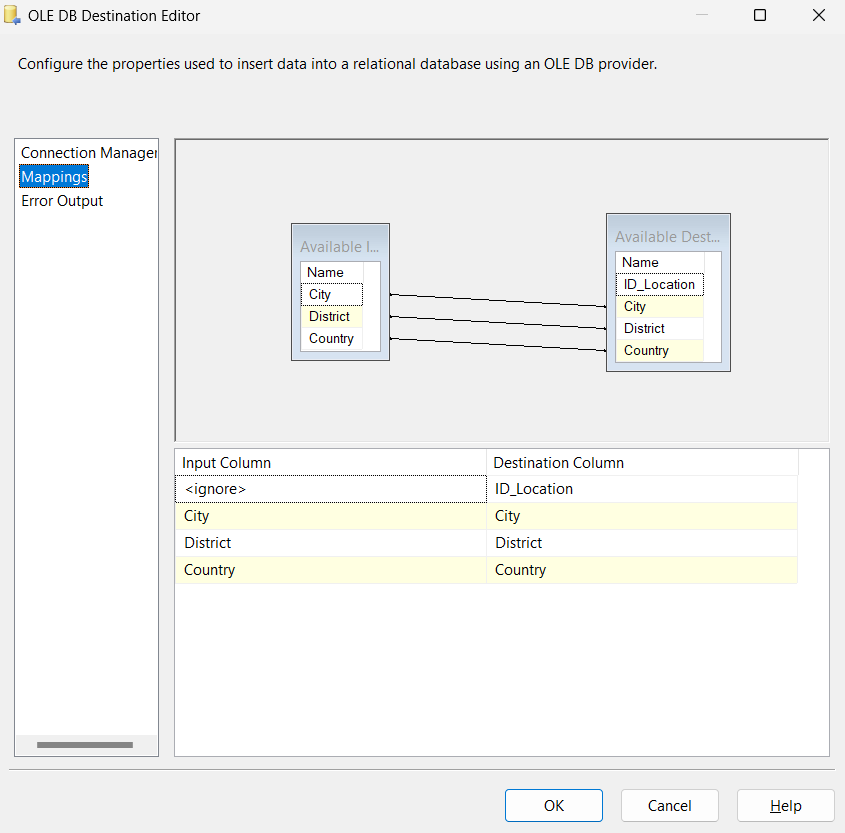 OLE DB Destination Editor
Configure the properties used to insert data into a relational database using an OLE DB provider.
Connection Manager
Mappings
Error Output
Available I...
Name
City
District
Country
Available Dest...
Name
ID_Location
City
District
Country
Input Column Destination Column
<ignore> ID_Location
City City
District District
Country Country
OK Cancel Help